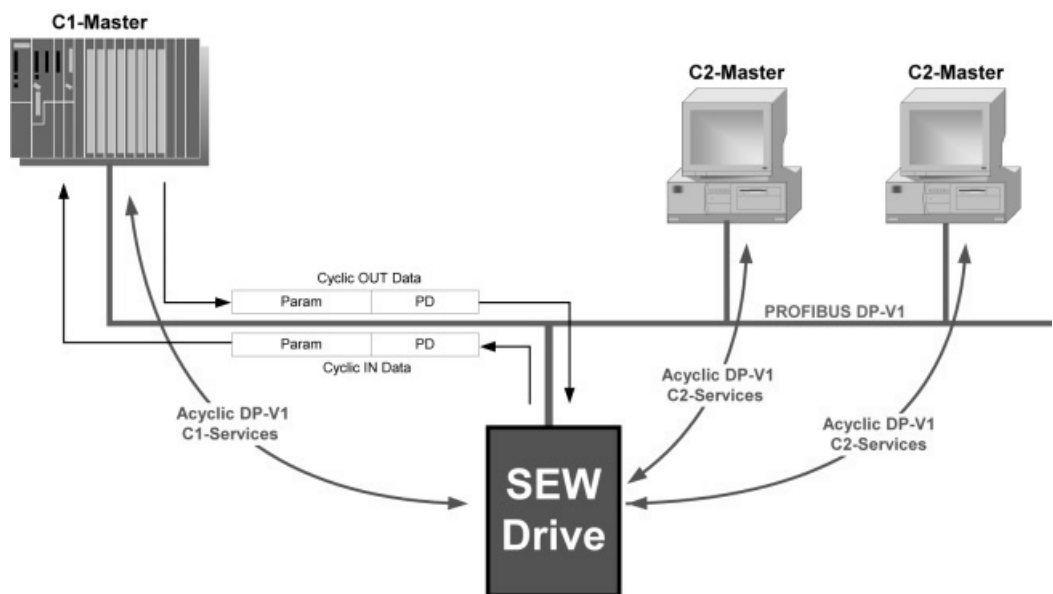 C1-Master
C2-Master
C2-Master
Cyclic OUT Data
Param
PD
PROFIBUS DP-V1
Param
PD
Cyclic IN Data
Acyclic DP-V1
C2-Services
Acyclic DP-V1
C1-Services
Acyclic DP-V1
C2-Services
SEW
Drive